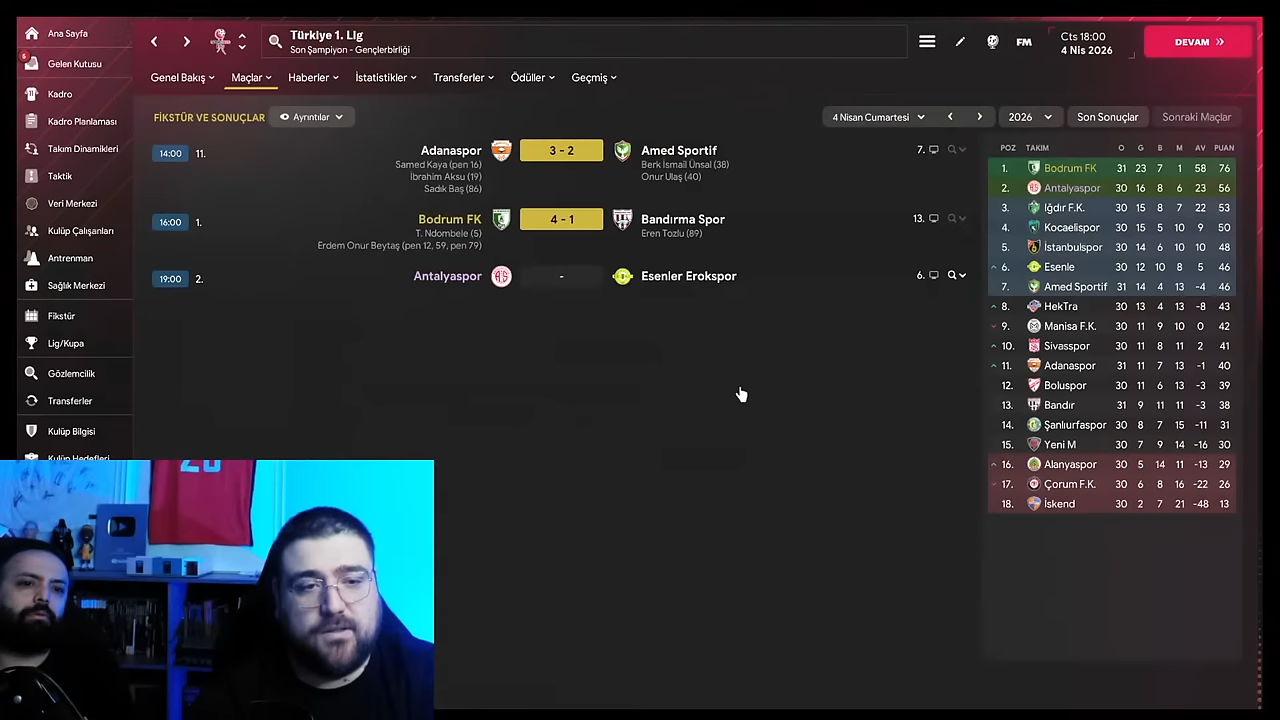 Ana Sayfa
5
Gelen Kutusu
Kadro
Kadro Planlaması
Takım Dinamikleri
Taktik
Veri Merkezi
Kulüp Çalışanları
Antrenman
Sağlık Merkezi
Fikstür
Lig/Kupa
Gözlemcilik
Transferler
Kulüp Bilgisi
Kulüp Hedefleri
Türkiye 1. Lig
Son Şampiyon - Gençlerbirliği
FM
Cts 18:00
4 Nis 2026
DEVAM
Genel Bakış
Maçlar
Haberler
İstatistikler
Transferler
Ödüller
Geçmiş
FİKSTÜR VE SONUÇLAR
Ayrıntılar
4 Nisan Cumartesi
2026
Son Sonuçlar
Sonraki Maçlar
14:00 11. Adanaspor 3 - 2 Amed Sportif 7.
Samed Kaya (pen 16) Berk İsmail Ünsal (38)
İbrahim Aksu (19) Onur Ulaş (40)
Sadık Baş (86)
16:00 1. Bodrum FK 4 - 1 Bandırma Spor 13.
T. Ndombele (5) Eren Tozlu (89)
Erdem Onur Beytaş (pen 12, 59, pen 79)
19:00 2. Antalyaspor - Esenler Erokspor 6.
POZ TAKIM O G B M AV PUAN
1. Bodrum FK 31 23 7 1 58 76
2. Antalyaspor 30 16 8 6 23 56
3. Iğdır F.K. 30 15 8 7 22 53
4. Kocaelispor 30 15 5 10 9 50
5. İstanbulspor 30 14 6 10 10 48
6. Esenle 30 12 10 8 5 46
7. Amed Sportif 31 14 4 13 -4 46
8. HekTra 30 13 4 13 -8 43
9. Manisa F.K. 30 11 9 10 0 42
10. Sivasspor 30 11 8 11 2 41
11. Adanaspor 31 11 7 13 -1 40
12. Boluspor 30 11 6 13 -3 39
13. Bandır 31 9 11 11 -3 38
14. Şanlıurfaspor 30 8 7 15 -11 31
15. Yeni M 30 7 9 14 -16 30
16. Alanyaspor 30 5 14 11 -13 29
17. Çorum F.K. 30 6 8 16 -22 26
18. İskend 30 2 7 21 -48 13